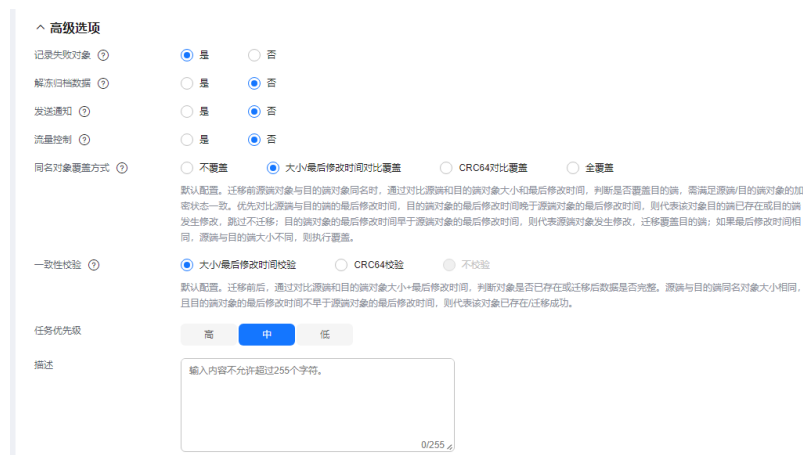 高级选项
记录失败对象 ? 是 否
解冻归档数据 ? 是 否
发送通知 ? 是 否
流量控制 ? 是 否
同名对象覆盖方式 ? 不覆盖 大小/最后修改时间对比覆盖 CRC64对比覆盖 全覆盖
默认配置。迁移前源端对象与目的端对象同名时，通过对比源端和目的端对象大小和最后修改时间，判断是否覆盖目的端，需满足源端/目的端对象的加
密状态一致。优先对比源端与目的端的最后修改时间，目的端对象的最后修改时间晚于源端对象的最后修改时间，则代表该对象目的端已存在或目的端
发生修改，跳过不迁移；目的端对象的最后修改时间早于源端对象的最后修改时间，则代表源端对象发生修改，迁移覆盖目的端；如果最后修改时间相
同，源端与目的端大小不同，则执行覆盖。
一致性校验 ? 大小/最后修改时间校验 CRC64校验 不校验
默认配置。迁移前后，通过对比源端和目的端对象大小+最后修改时间，判断对象是否已存在或迁移后数据是否完整。源端与目的端同名对象大小相同，
且目的端对象的最后修改时间不早于源端对象的最后修改时间，则代表该对象已存在/迁移成功。
任务优先级 高 中 低
描述 输入内容不允许超过255个字符。
0/255